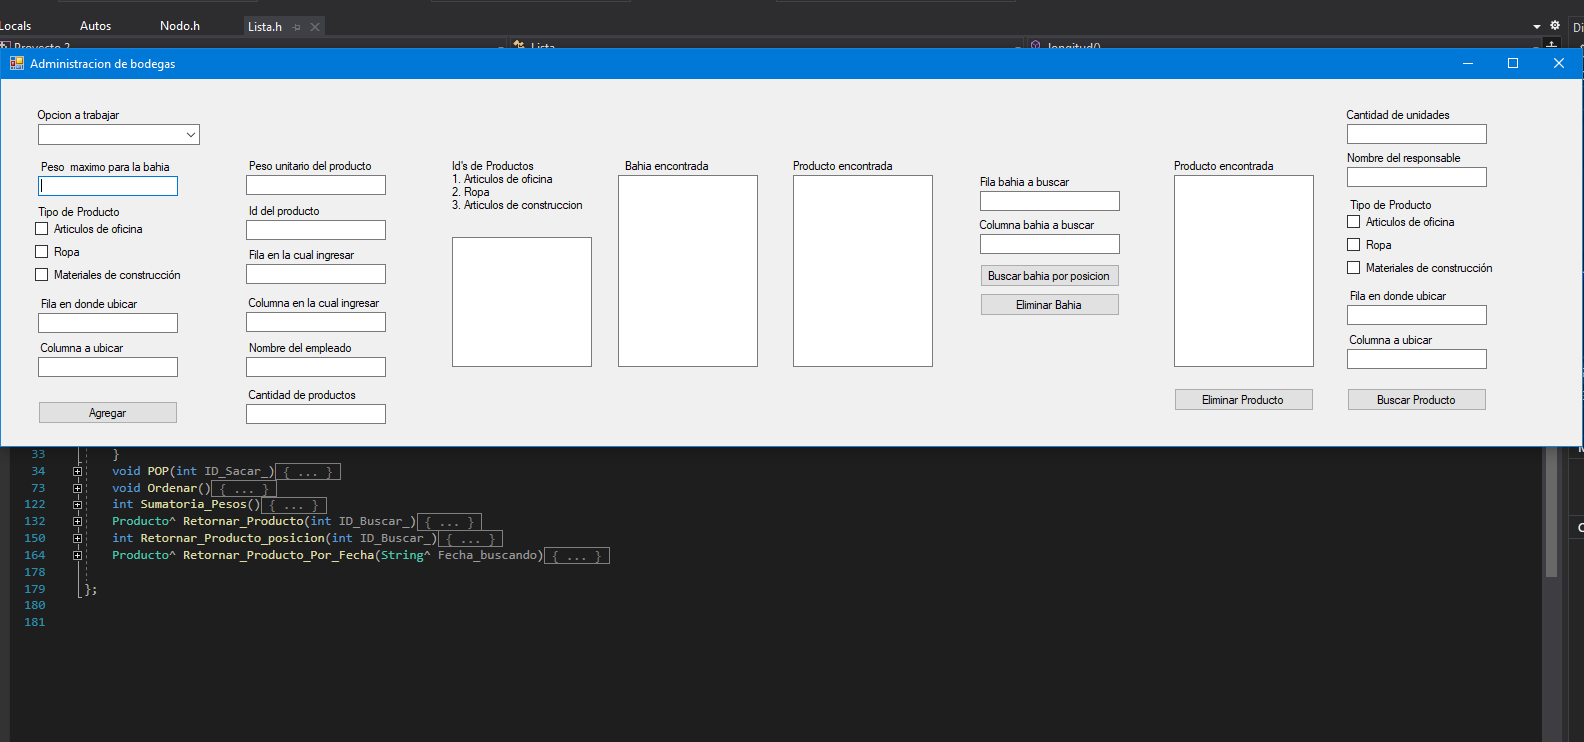 Locals Autos Nodo.h Lista.h
Proyecto 2 Lista longitud()
Administracion de bodegas
Opcion a trabajar
Peso  maximo para la bahia
Tipo de Producto
Articulos de oficina
Ropa
Materiales de construcción
Fila en donde ubicar
Columna a ubicar
Agregar
Peso unitario del producto
Id del producto
Fila en la cual ingresar
Columna en la cual ingresar
Nombre del empleado
Cantidad de productos
Id's de Productos
1. Articulos de oficina
2. Ropa
3. Articulos de construccion
Bahia encontrada
Producto encontrada
Fila bahia a buscar
Columna bahia a buscar
Buscar bahia por posicion
Eliminar Bahia
Producto encontrada
Eliminar Producto
Cantidad de unidades
Nombre del responsable
Tipo de Producto
Articulos de oficina
Ropa
Materiales de construcción
Fila en donde ubicar
Columna a ubicar
Buscar Producto
33 }
34 void POP(int ID_Sacar_){ ... }
73 void Ordenar(){ ... }
122 int Sumatoria_Pesos(){ ... }
132 Producto^ Retornar_Producto(int ID_Buscar_){ ... }
150 int Retornar_Producto_posicion(int ID_Buscar_){ ... }
164 Producto^ Retornar_Producto_Por_Fecha(String^ Fecha_buscando){ ... }
178
179 };
180
181